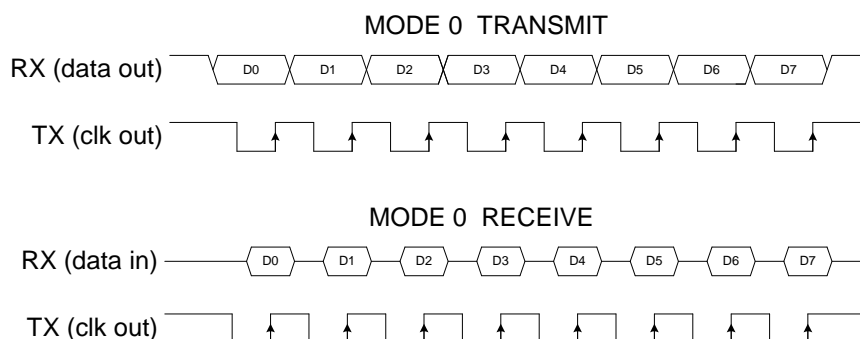 MODE 0 TRANSMIT
RX (data out) D0 D1 D2 D3 D4 D5 D6 D7
TX (clk out)
MODE 0 RECEIVE
RX (data in) D0 D1 D2 D3 D4 D5 D6 D7
TX (clk out)